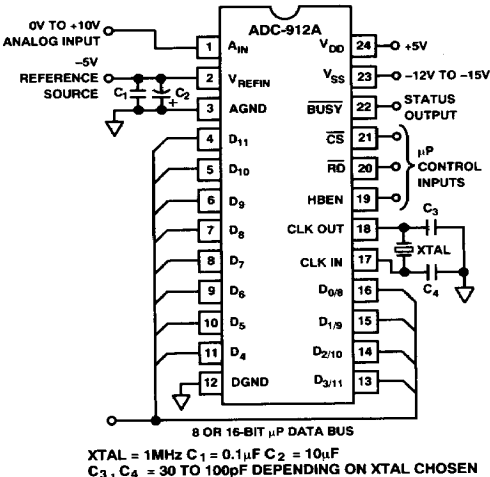 ADC-912A
0V TO +10V
ANALOG INPUT
–5V
REFERENCE
SOURCE
C1
C2
+
1 AIN
2 VREFIN
3 AGND
4 D11
5 D10
6 D9
7 D8
8 D7
9 D6
10 D5
11 D4
12 DGND
VDD 24 +5V
VSS 23 –12V TO –15V
BUSY 22 STATUS
OUTPUT
CS 21
RD 20
HBEN 19
µP
CONTROL
INPUTS
CLK OUT 18
C3
XTAL
CLK IN 17
C4
D0/8 16
D1/9 15
D2/10 14
D3/11 13
8 OR 16-BIT µP DATA BUS
XTAL = 1MHz C1 = 0.1µF C2 = 10µF
C3 , C4 = 30 TO 100pF DEPENDING ON XTAL CHOSEN